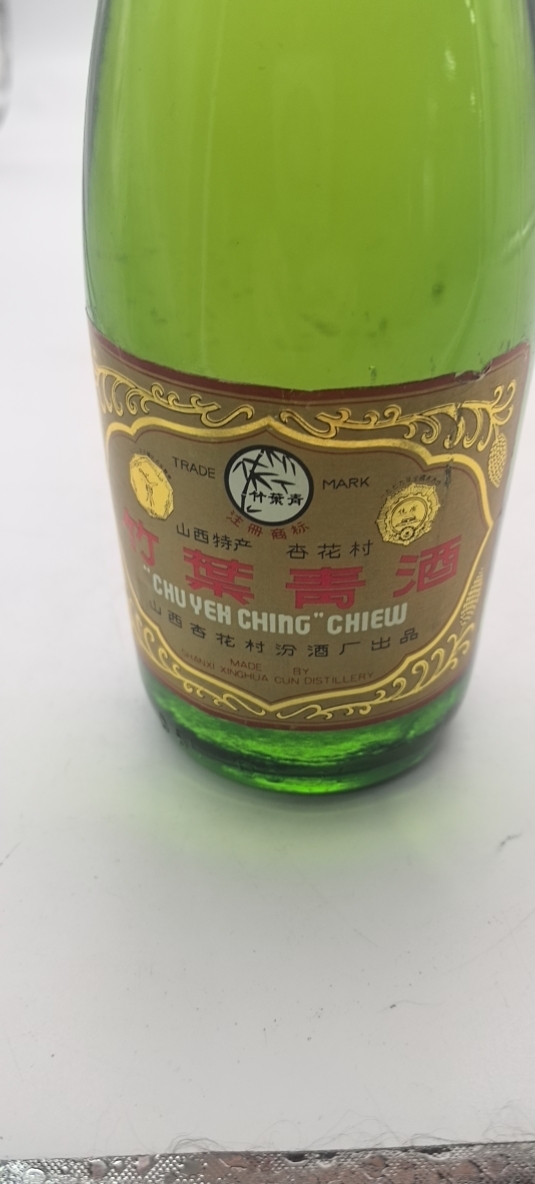 TRADE MARK
竹葉青
注册商标
山西特产 杏花村
竹葉青酒
"CHU YEH CHING" CHIEW
山西杏花村汾酒厂出品
MADE BY
SHANXI XINGHUA CUN DISTILLERY